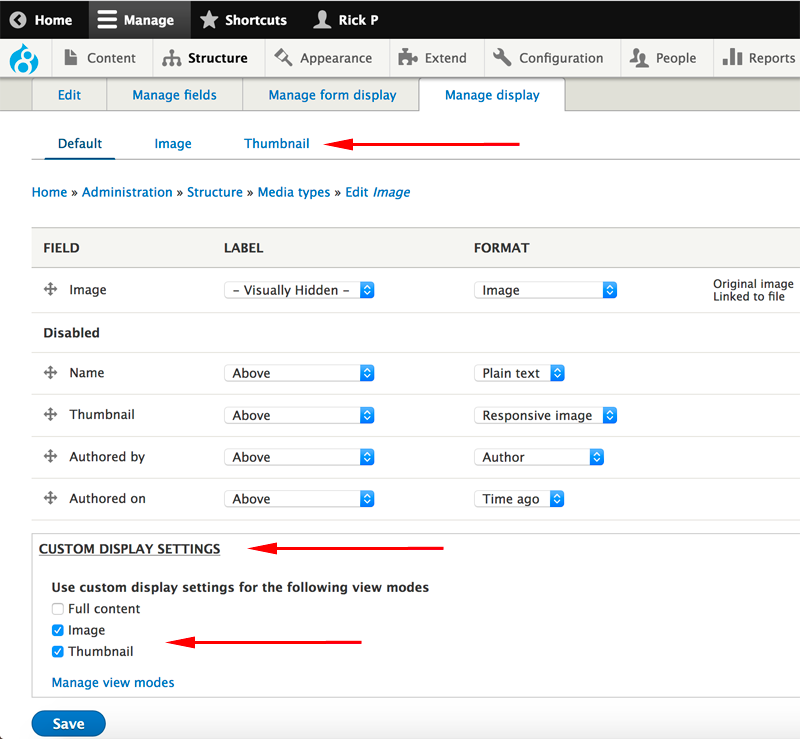 Home Manage Shortcuts Rick P
Content Structure Appearance Extend Configuration People Reports
Edit Manage fields Manage form display Manage display
Default Image Thumbnail
Home » Administration » Structure » Media types » Edit Image
FIELD LABEL FORMAT
Image - Visually Hidden - Image Original image
Linked to file
Disabled
Name Above Plain text
Thumbnail Above Responsive image
Authored by Above Author
Authored on Above Time ago
CUSTOM DISPLAY SETTINGS
Use custom display settings for the following view modes
Full content
Image
Thumbnail
Manage view modes
Save